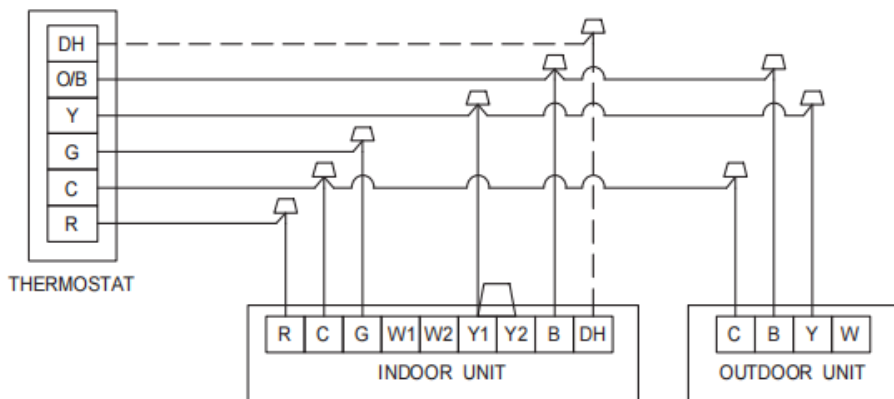 DH
O/B
Y
G
C
R
THERMOSTAT
R C G W1 W2 Y1 Y2 B DH
INDOOR UNIT
C B Y W
OUTDOOR UNIT